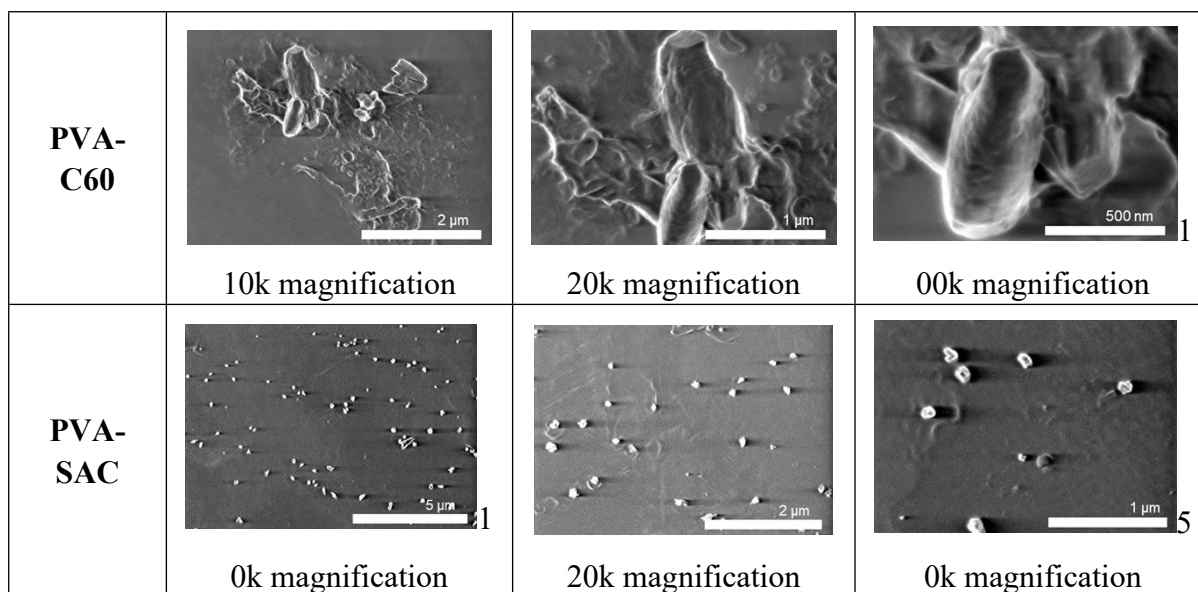 PVA-
C60
2 µm
1 µm
500 nm
1
10k magnification
20k magnification
00k magnification
PVA-
SAC
5 µm
1
2 µm
1 µm
5
0k magnification
20k magnification
0k magnification